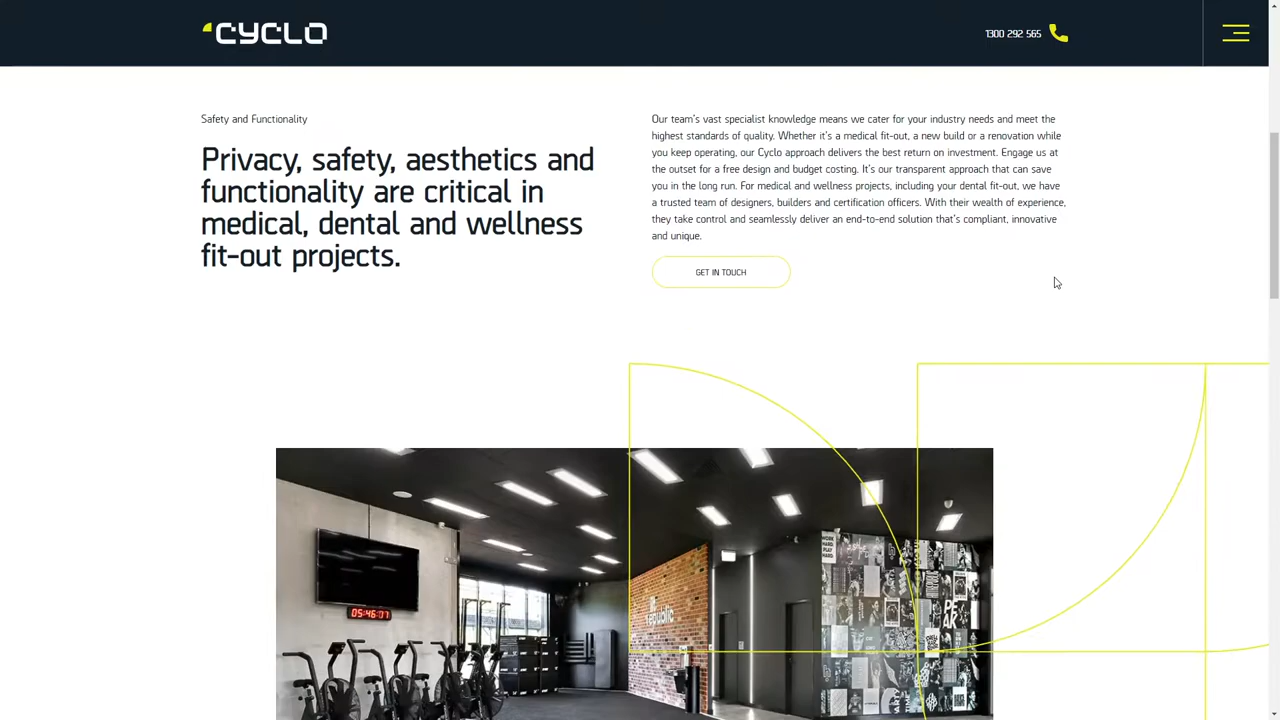 CYCLO
1300 292 565
Safety and Functionality
Privacy, safety, aesthetics and
functionality are critical in
medical, dental and wellness
fit-out projects.
Our team's vast specialist knowledge means we cater for your industry needs and meet the
highest standards of quality. Whether it's a medical fit-out, a new build or a renovation while
you keep operating, our Cyclo approach delivers the best return on investment. Engage us at
the outset for a free design and budget costing. It's our transparent approach that can save
you in the long run. For medical and wellness projects, including your dental fit-out, we have
a trusted team of designers, builders and certification officers. With their wealth of experience,
they take control and seamlessly deliver an end-to-end solution that's compliant, innovative
and unique.
GET IN TOUCH
05:46:07
republic
WORK
HARD.
PLAY
HARD.